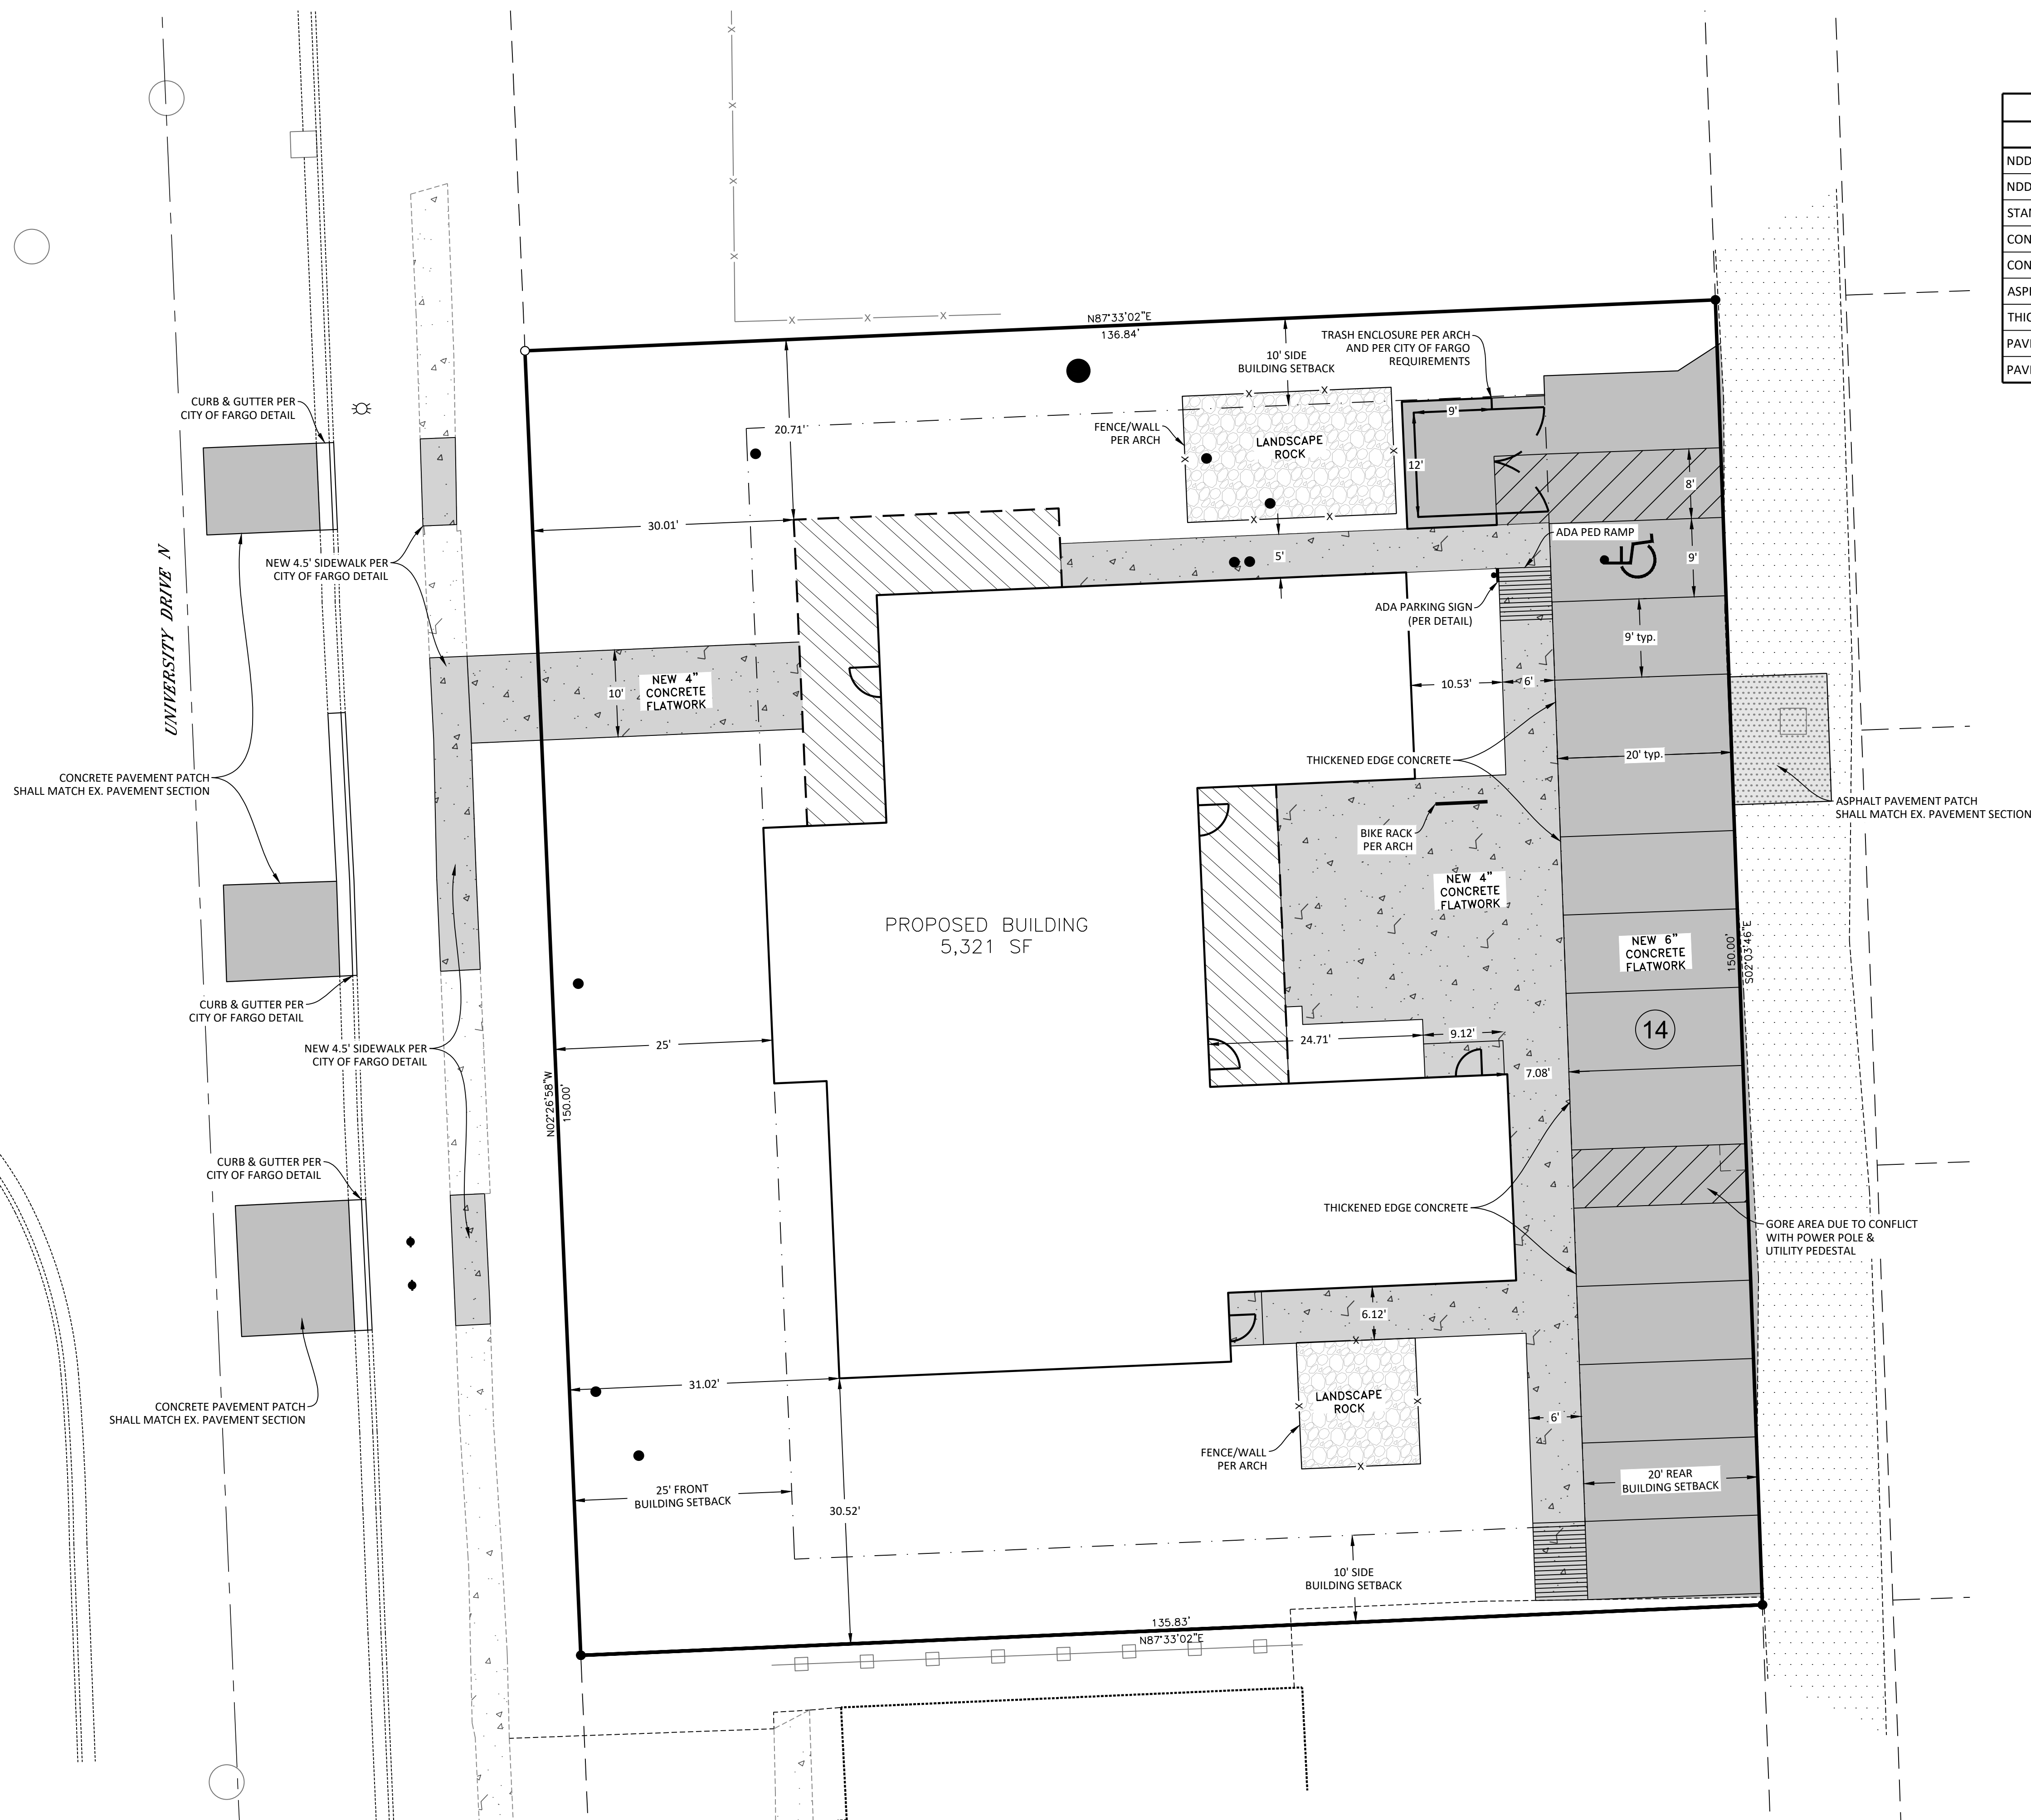 N87°33'02"E
136.84'
TRASH ENCLOSURE PER ARCH
AND PER CITY OF FARGO
REQUIREMENTS
10' SIDE
BUILDING SETBACK
CURB & GUTTER PER
CITY OF FARGO DETAIL
20.71'
FENCE/WALL
PER ARCH
LANDSCAPE
ROCK
9'
12'
8'
30.01'
5'
ADA PED RAMP
9'
NEW 4.5' SIDEWALK PER
CITY OF FARGO DETAIL
ADA PARKING SIGN
(PER DETAIL)
9' typ.
UNIVERSITY DRIVE N
10'
NEW 4"
CONCRETE
FLATWORK
10.53'
6'
CONCRETE PAVEMENT PATCH
SHALL MATCH EX. PAVEMENT SECTION
THICKENED EDGE CONCRETE
20' typ.
ASPHALT PAVEMENT PATCH
SHALL MATCH EX. PAVEMENT SECTION
BIKE RACK
PER ARCH
NEW 4"
CONCRETE
FLATWORK
PROPOSED BUILDING
5,321 SF
NEW 6"
CONCRETE
FLATWORK
150.00'
S02°03'46"E
CURB & GUTTER PER
CITY OF FARGO DETAIL
14
NEW 4.5' SIDEWALK PER
CITY OF FARGO DETAIL
25'
24.71'
9.12'
7.08'
N02°26'58"W
150.00'
CURB & GUTTER PER
CITY OF FARGO DETAIL
THICKENED EDGE CONCRETE
GORE AREA DUE TO CONFLICT
WITH POWER POLE &
UTILITY PEDESTAL
6.12'
31.02'
LANDSCAPE
ROCK
CONCRETE PAVEMENT PATCH
SHALL MATCH EX. PAVEMENT SECTION
6'
FENCE/WALL
PER ARCH
20' REAR
BUILDING SETBACK
25' FRONT
BUILDING SETBACK
30.52'
10' SIDE
BUILDING SETBACK
135.83'
N87°33'02"E
NDD
NDD
STAN
CON
CON
ASPH
THIC
PAVE
PAVE